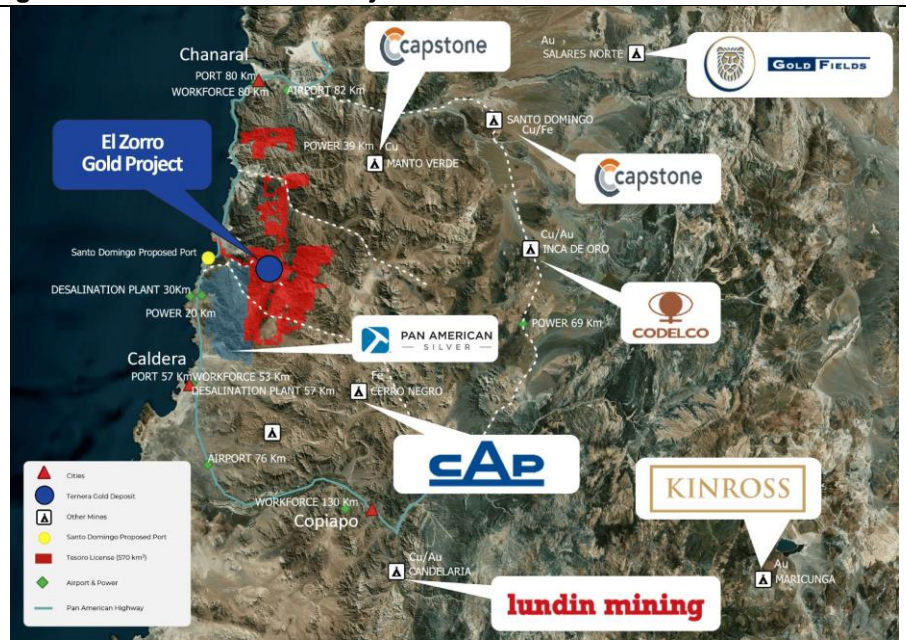 Chanaral
PORT 80 Km
WORKFORCE 80 Km
AIRPORT 82 Km
capstone
Au
SALARES NORTE
GOLD FIELDS
El Zorro
Gold Project
POWER 39 Km
Cu
MANTO VERDE
SANTO DOMINGO
Cu/Fe
capstone
Santo Domingo Proposed Port
Cu/Au
INCA DE ORO
DESALINATION PLANT 30Km
POWER 20 Km
CODELCO
POWER 69 Km
PAN AMERICAN
SILVER
Caldera
PORT 57 Km
WORKFORCE 53 Km
DESALINATION PLANT 57 Km
Fe
CERRO NEGRO
CAP
AIRPORT 76 Km
KINROSS
WORKFORCE 130 Km
Copiapo
Cu/Au
CANDELARIA
lundin mining
Au
MARICUNGA
Cities
Ternera Gold Deposit
Other Mines
Santo Domingo Proposed Port
Tesoro License (570 km²)
Airport & Power
Pan American Highway